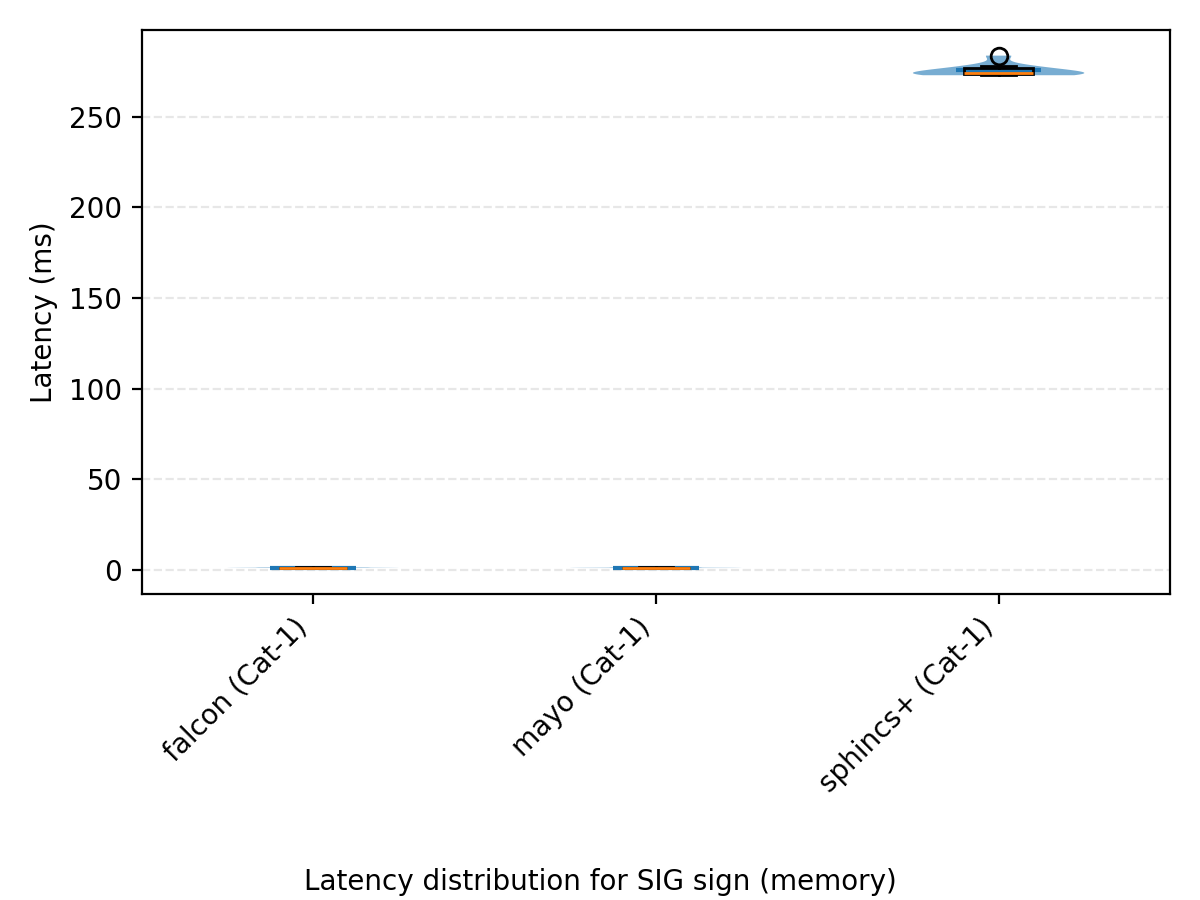 250
200
150
100
50
0
Latency (ms)
falcon (Cat-1)
mayo (Cat-1)
sphincs+ (Cat-1)
Latency distribution for SIG sign (memory)